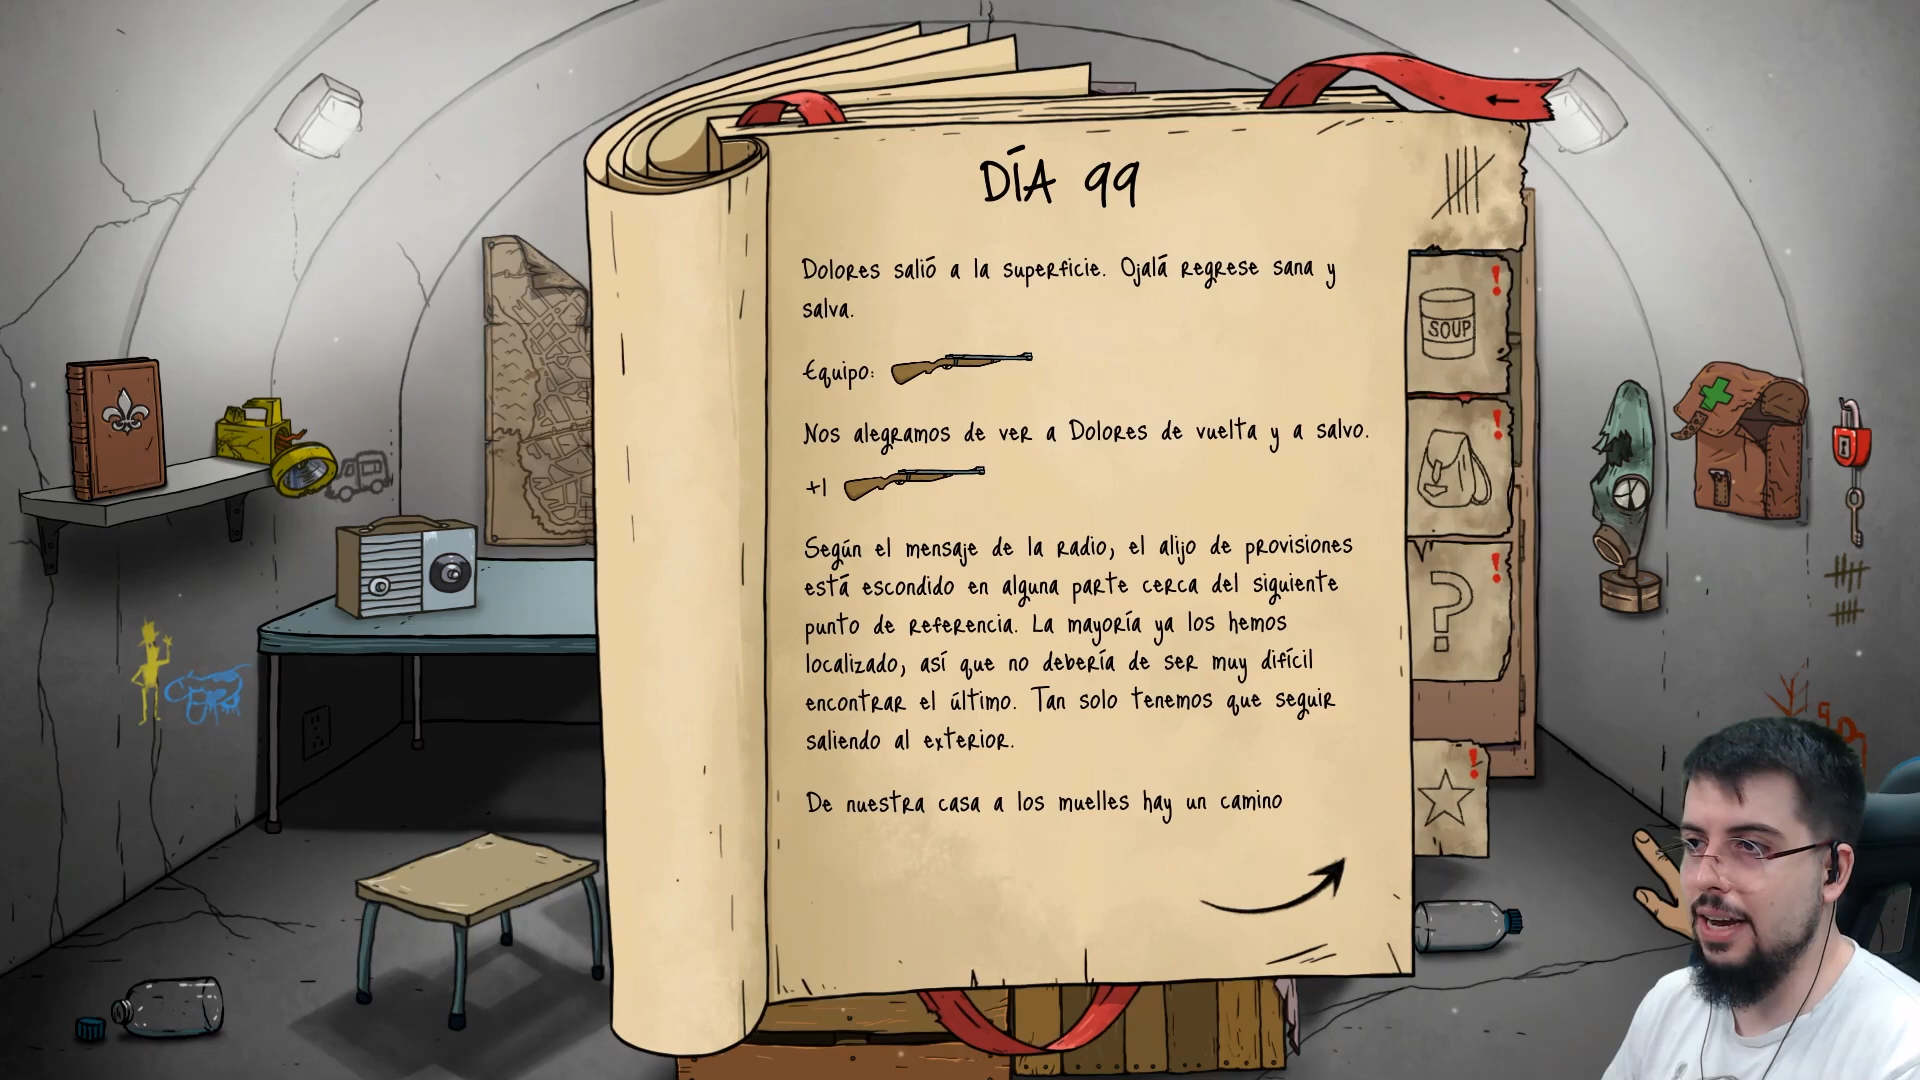 DÍA 99
Dolores salió a la superficie. Ojalá regrese sana y
salva.
Equipo:
Nos alegramos de ver a Dolores de vuelta y a salvo.
+1
Según el mensaje de la radio, el alijo de provisiones
está escondido en alguna parte cerca del siguiente
punto de referencia. La mayoría ya los hemos
localizado, así que no debería de ser muy difícil
encontrar el último. Tan solo tenemos que seguir
saliendo al exterior.
De nuestra casa a los muelles hay un camino
!
SOUP
!
!
?
!